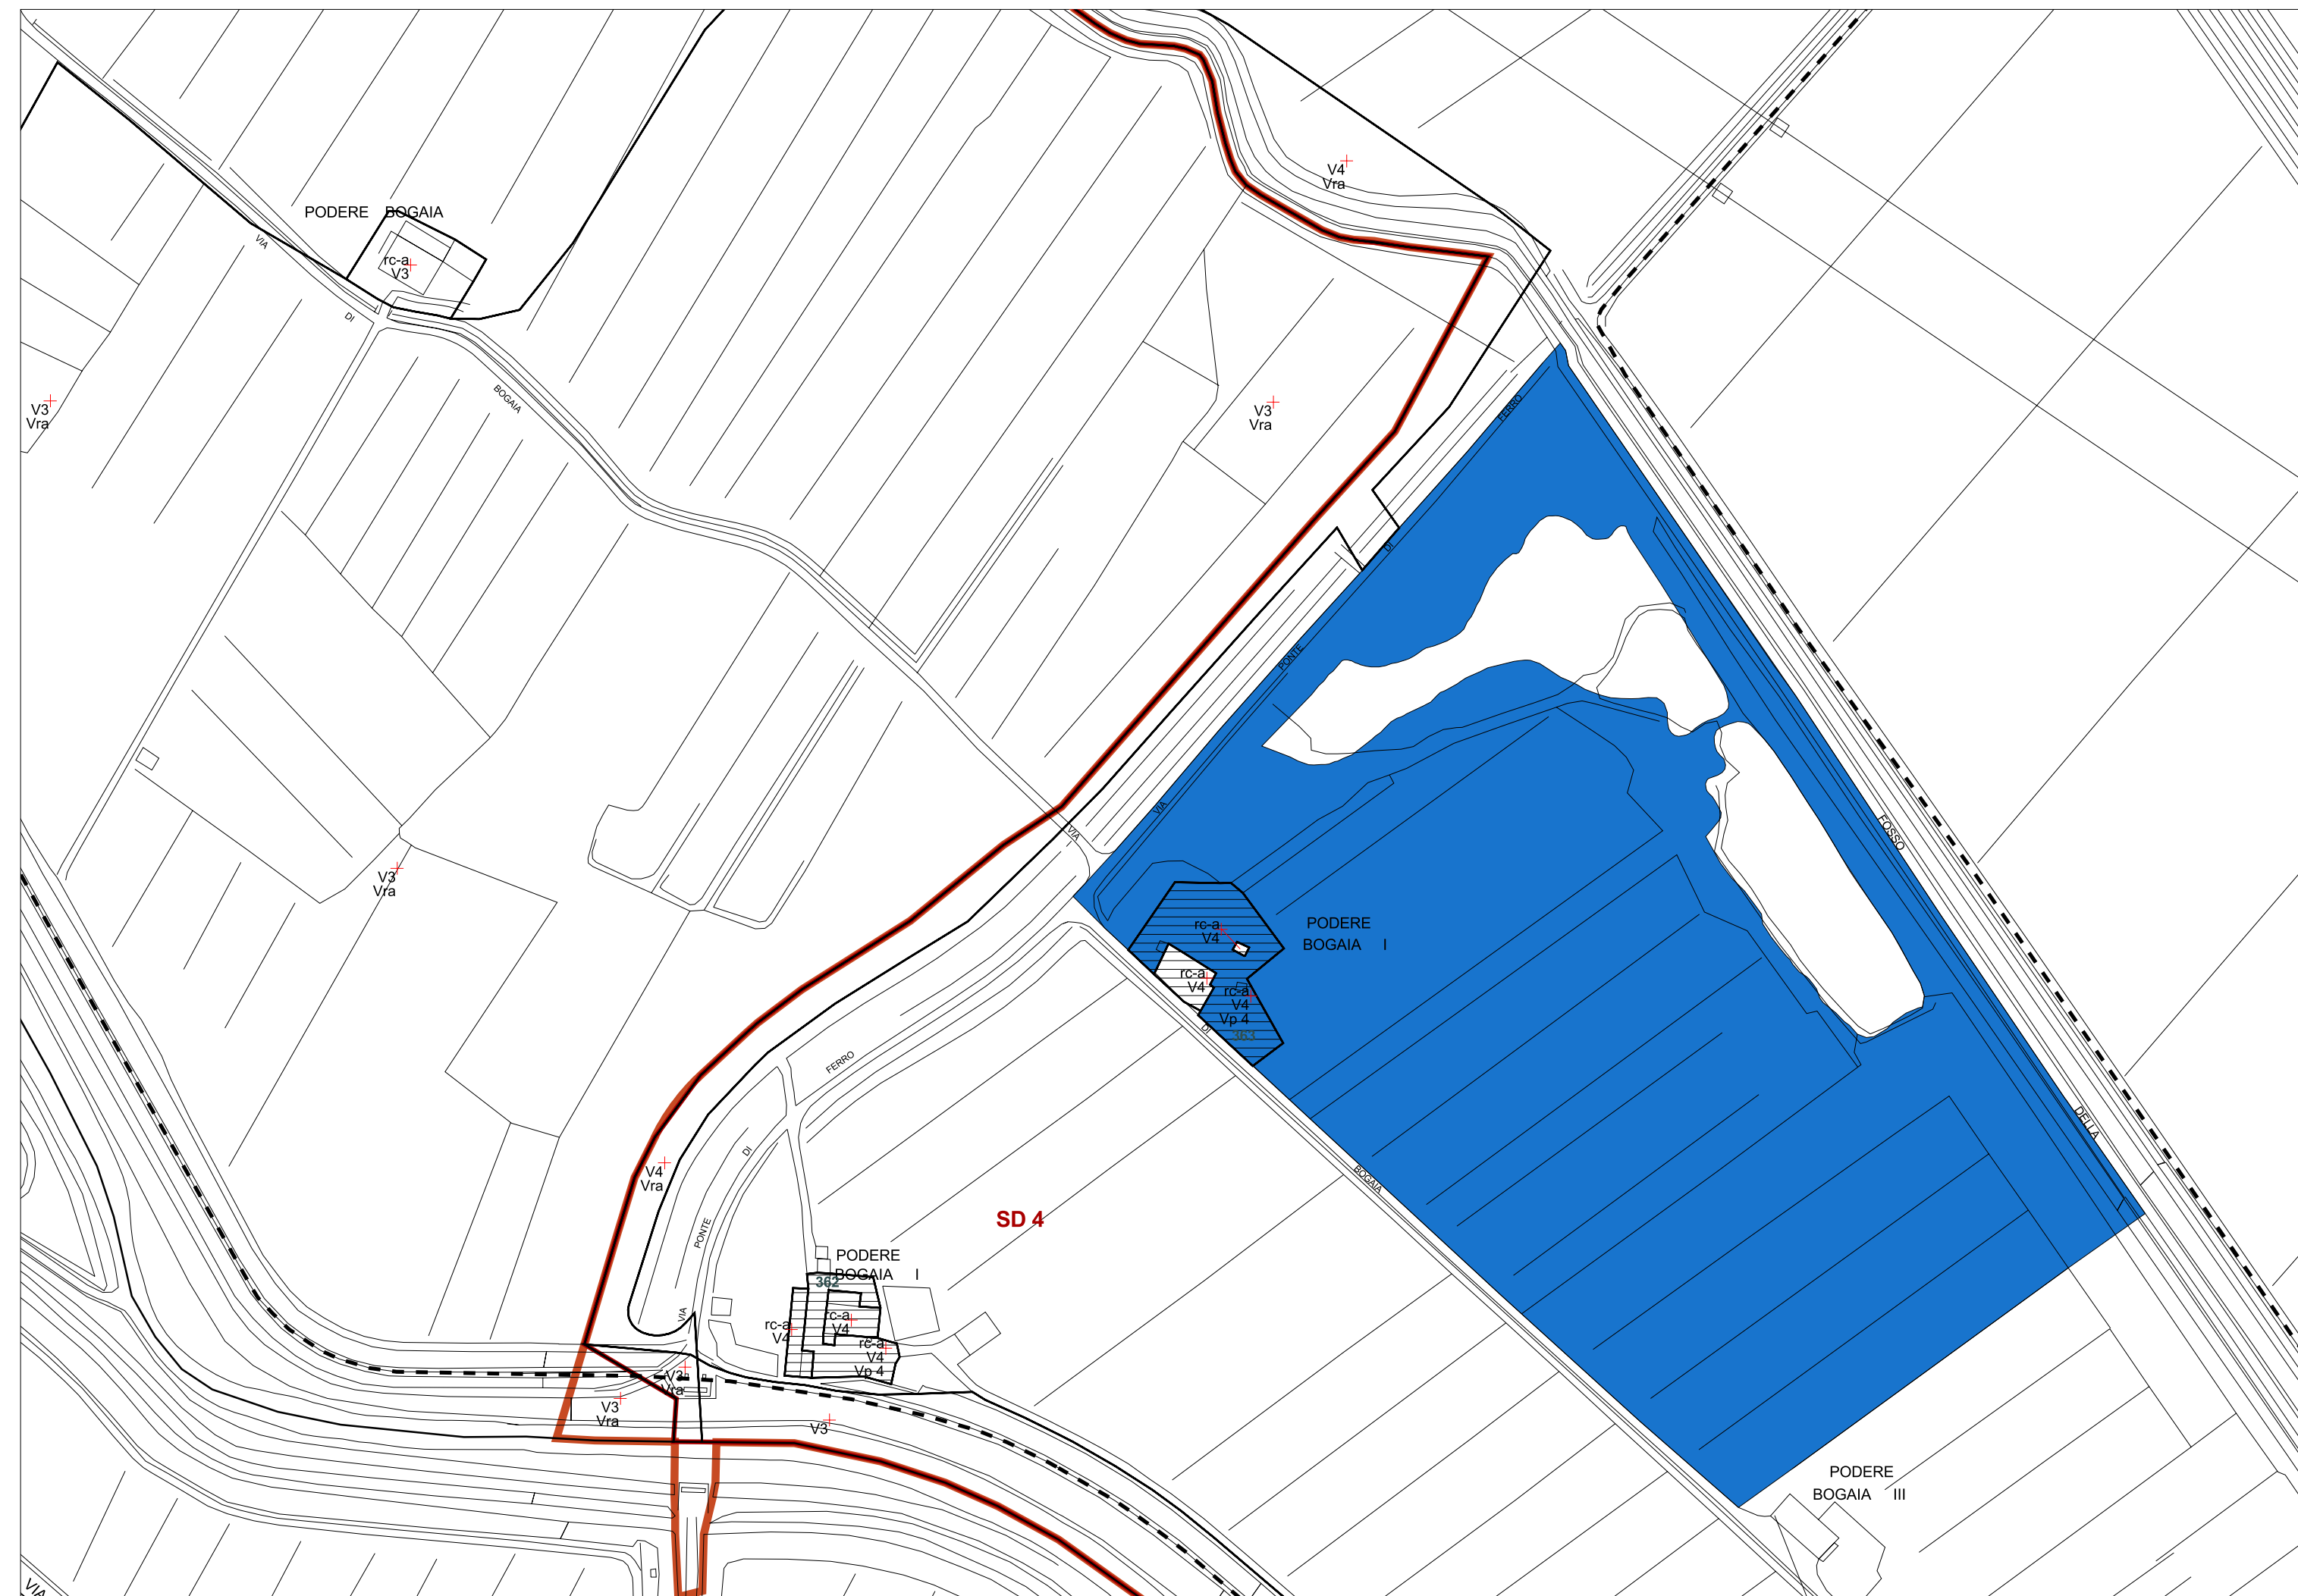 V4
Vra
PODERE BOGAIA
VIA
rc-a
V3
DI
BOGAIA
V3
Vra
V3
Vra
FERRO
DI
PONTE
VIA
VIA
FOSSO
V3
Vra
rc-a
V4
PODERE
BOGAIA I
rc-a
V4
rc-a
V4
Vp 4
363
DI
FERRO
DELLA
DI
V4
Vra
BOGAIA
SD 4
PONTE
PODERE
BOGAIA I
362
VIA
rc-a
V4
rc-a
V4
rc-a
V4
Vp 4
V3
Vra
V3
Vra
V3
PODERE
BOGAIA III
VIA